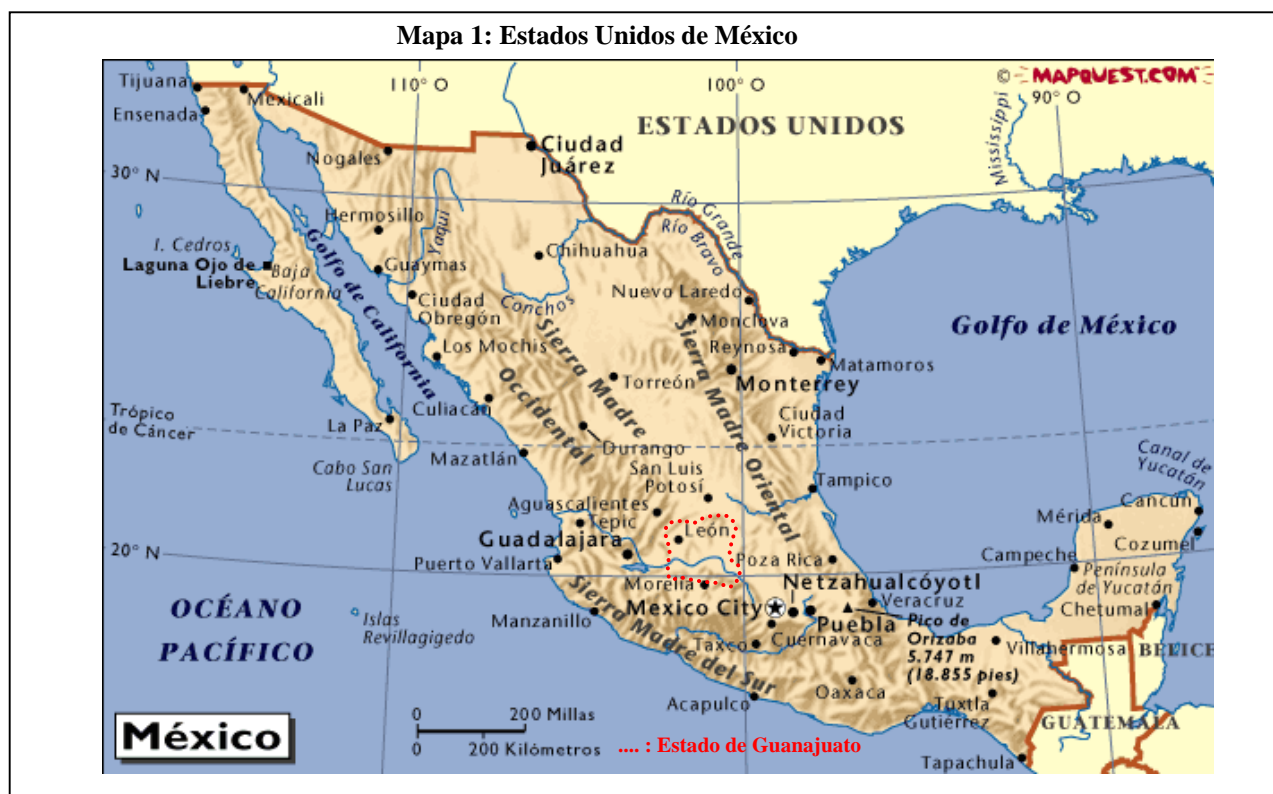 Mapa 1: Estados Unidos de México
© MAPQUEST.COM™
Tijuana
Mexicali
110° O
100° O
90° O
Ensenada
ESTADOS UNIDOS
Mississippi
Nogales
Ciudad
Juárez
30° N
Hermosillo
Yaqui
Río Grande
Río Bravo
I. Cedros
Laguna Ojo de
Liebre
Baja
California
Golfo de California
Guaymas
Chihuahua
Ciudad
Obregón
Conchos
Nuevo Laredo
Monclova
Golfo de México
Los Mochis
Sierra Madre
Occidental
Sierra Madre Oriental
Reynosa
Matamoros
Torreón
Monterrey
Trópico
de Cáncer
La Paz
Culiacán
Ciudad
Victoria
Durango
Cabo San
Lucas
Mazatlán
San Luis
Potosí
Tampico
Canal de
Yucatán
Aguascalientes
Tepic
León
Cancún
Mérida
Guadalajara
Cozumel
20° N
Puerto Vallarta
Poza Rica
Campeche
Península
de Yucatán
Morelia
Netzahualcóyotl
Chetumal
OCÉANO
PACÍFICO
Islas
Revillagigedo
Manzanillo
Mexico City
Puebla
Veracruz
Pico de
Orizaba
5.747 m
(18.855 pies)
Taxco
Cuernavaca
Villahermosa
BELICE
Sierra Madre del Sur
Acapulco
Oaxaca
Tuxtla
Gutiérrez
GUATEMALA
México
0 200 Millas
0 200 Kilómetros
.... : Estado de Guanajuato
Tapachula